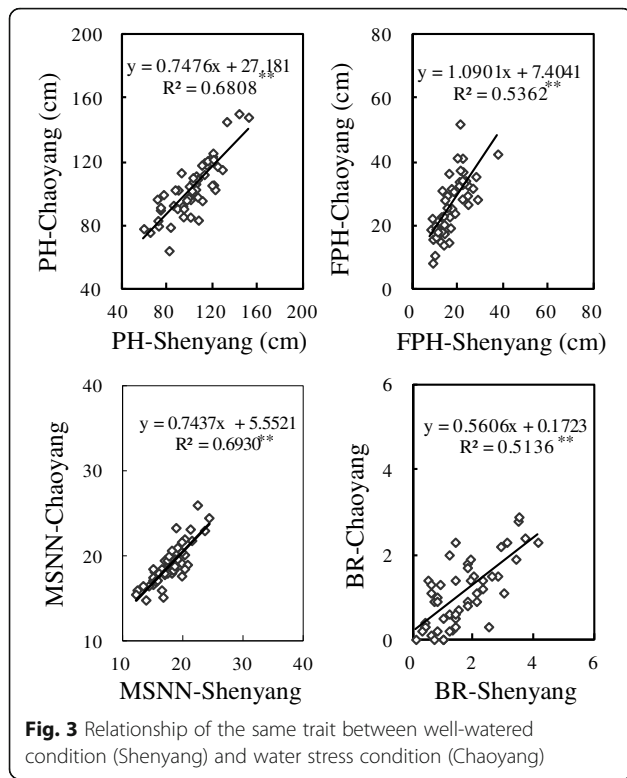 200
160
120
80
40
y = 0.7476x + 27.181
R² = 0.6808**
PH-Chaoyang (cm)
40 80 120 160 200
PH-Shenyang (cm)
80
60
40
20
0
y = 1.0901x + 7.4041
R² = 0.5362**
FPH-Chaoyang (cm)
0 20 40 60 80
FPH-Shenyang (cm)
40
30
20
10
y = 0.7437x + 5.5521
R² = 0.6930**
MSNN-Chaoyang
10 20 30 40
MSNN-Shenyang
6
4
2
0
y = 0.5606x + 0.1723
R² = 0.5136 **
BR-Chaoyang
0 2 4 6
BR-Shenyang
Fig. 3 Relationship of the same trait between well-watered
condition (Shenyang) and water stress condition (Chaoyang)